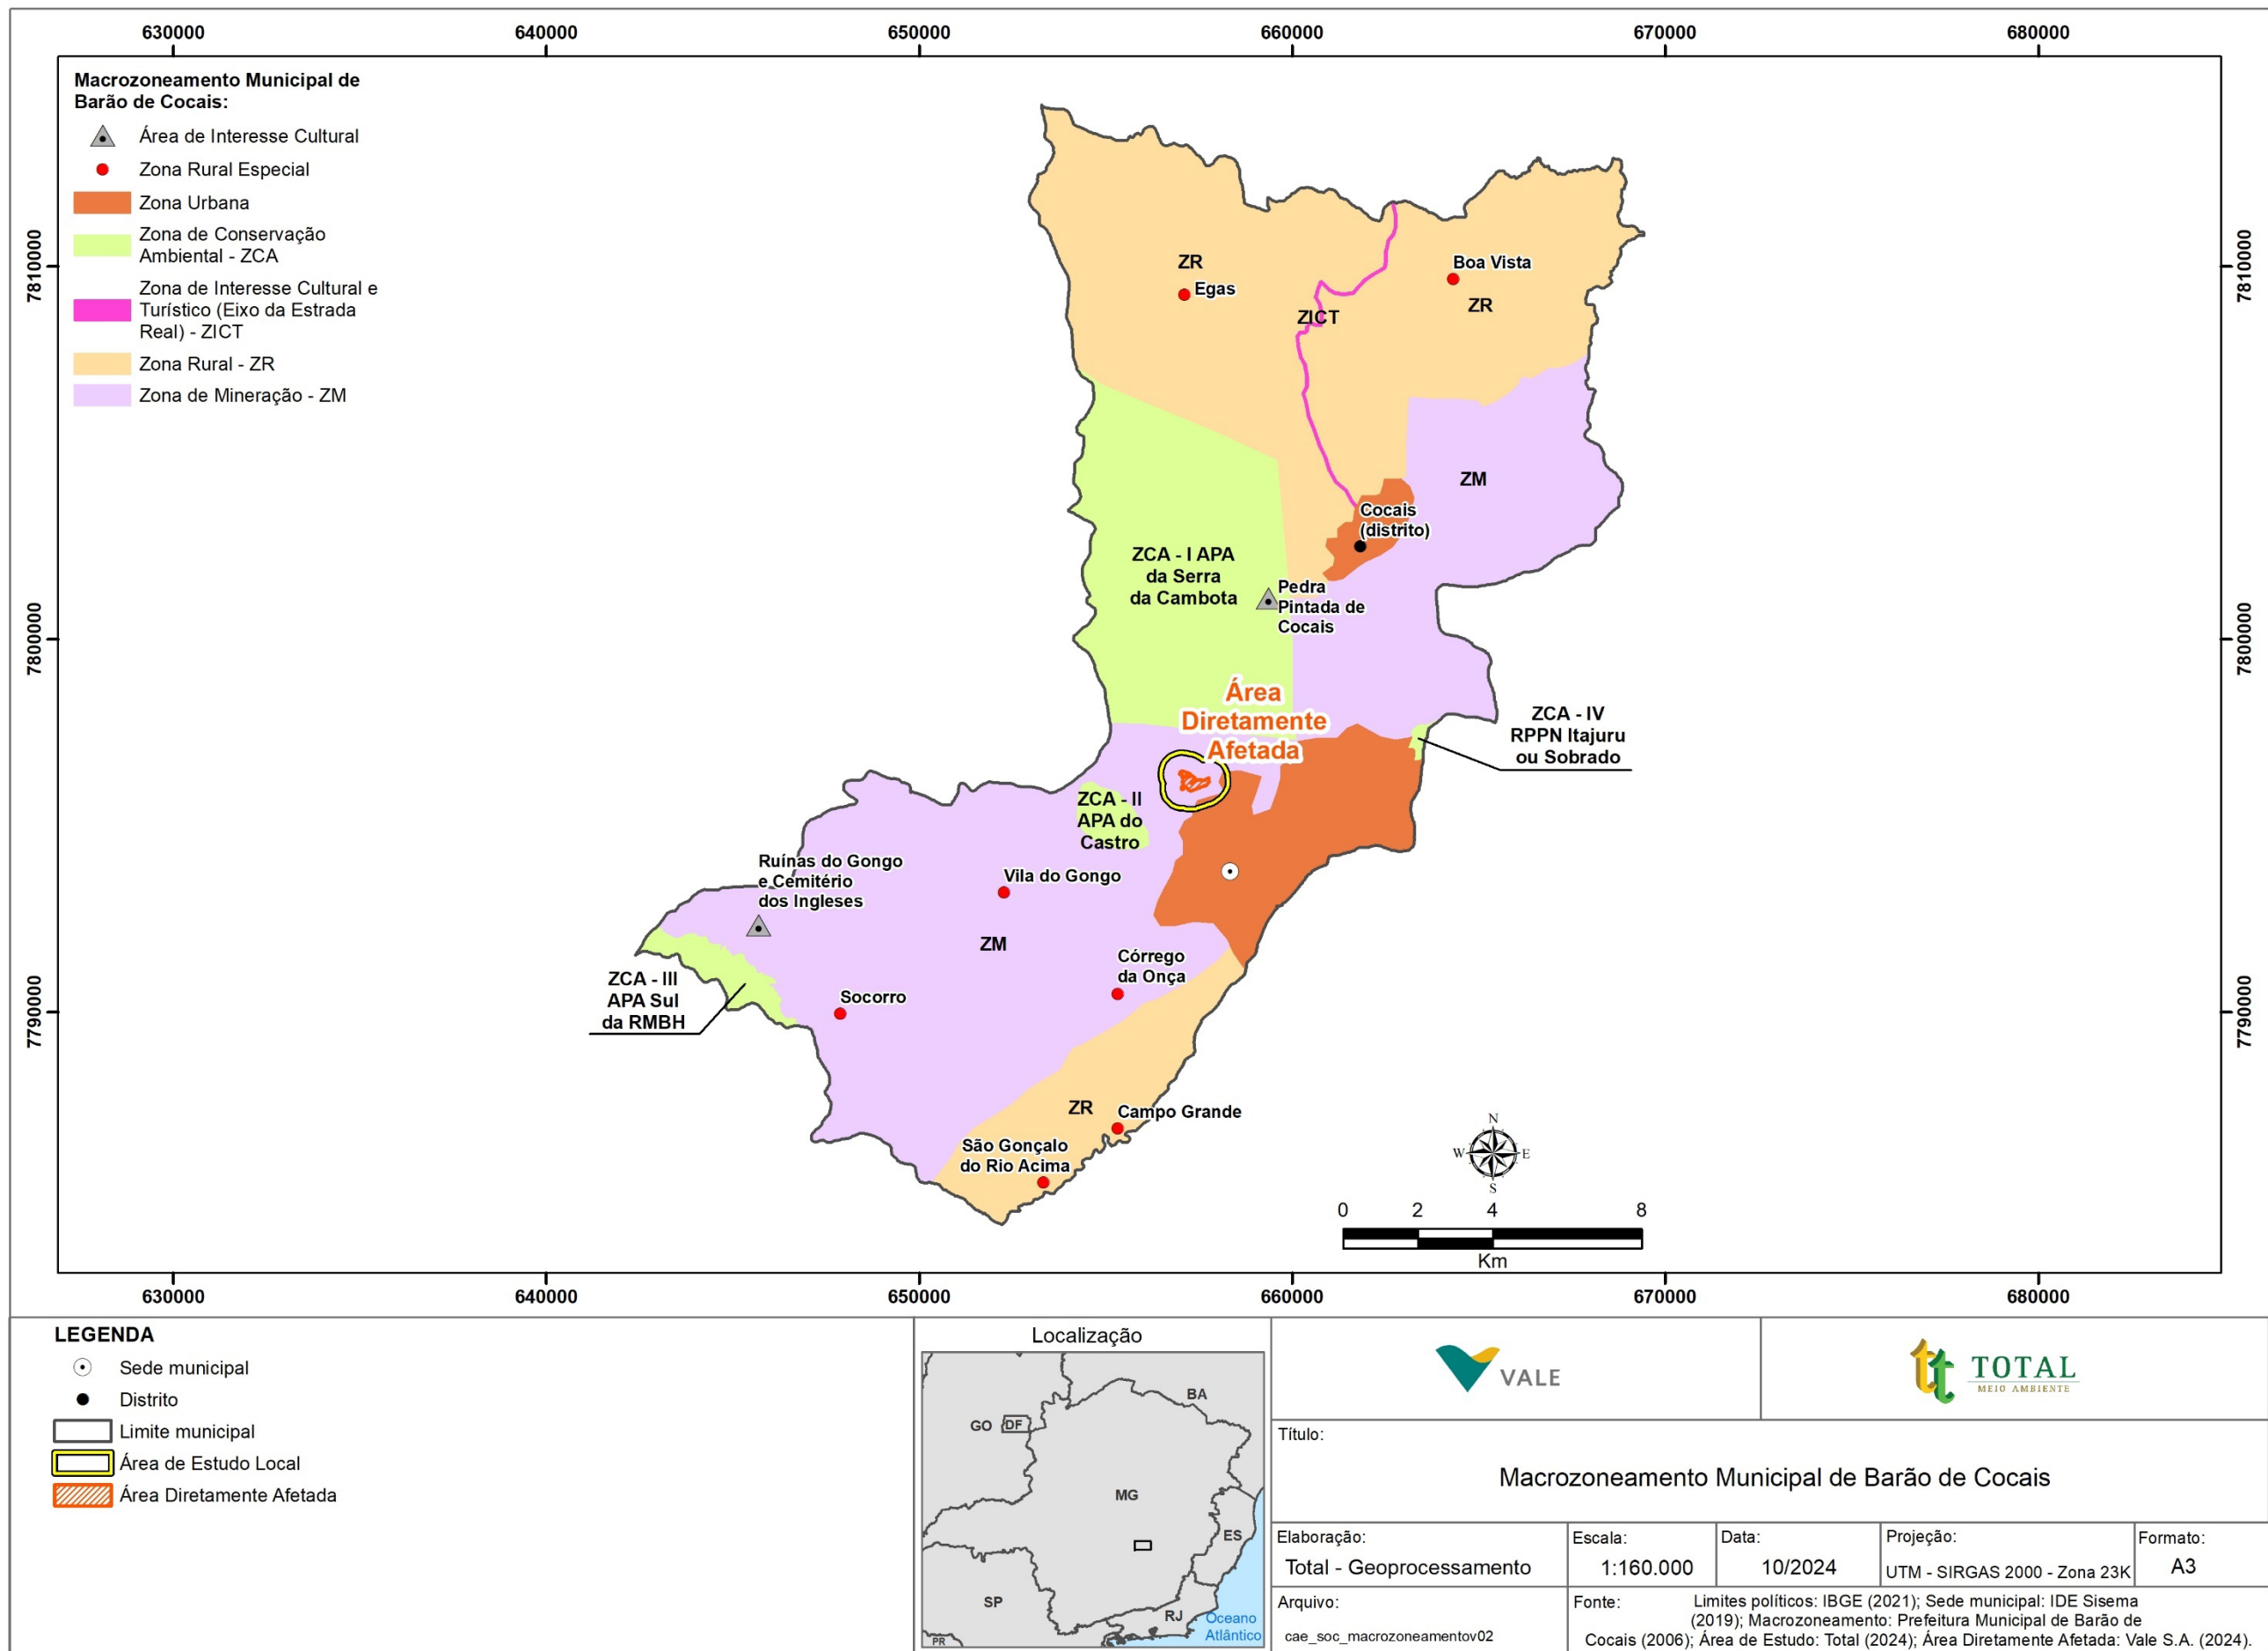 630000
640000
650000
660000
670000
680000
Macrozoneamento Municipal de
Barão de Cocais:
Área de Interesse Cultural
Zona Rural Especial
Zona Urbana
Zona de Conservação
Ambiental - ZCA
Zona de Interesse Cultural e
Turístico (Eixo da Estrada
Real) - ZICT
Zona Rural - ZR
Zona de Mineração - ZM
7810000
7800000
7790000
7810000
7800000
7790000
ZR
Egas
Boa Vista
ZR
ZICT
ZM
Cocais
(distrito)
ZCA - I APA
da Serra
da Cambota
Pedra
Pintada de
Cocais
Área
Diretamente
Afetada
ZCA - IV
RPPN Itajuru
ou Sobrado
ZCA - II
APA do
Castro
Ruínas do Gongo
e Cemitério
dos Ingleses
Vila do Gongo
ZM
Córrego
da Onça
ZCA - III
APA Sul
da RMBH
Socorro
ZR
Campo Grande
São Gonçalo
do Rio Acima
N
W
E
S
0 2 4 8
Km
630000
640000
650000
660000
670000
680000
LEGENDA
Sede municipal
Distrito
Limite municipal
Área de Estudo Local
Área Diretamente Afetada
Localização
BA
GO
DF
MG
ES
SP
RJ
PR
Oceano
Atlântico
VALE
TOTAL
MEIO AMBIENTE
Título:
Macrozoneamento Municipal de Barão de Cocais
Elaboração:
Total - Geoprocessamento
Escala:
1:160.000
Data:
10/2024
Projeção:
UTM - SIRGAS 2000 - Zona 23K
Formato:
A3
Arquivo:
cae_soc_macrozoneamentov02
Fonte:
Limites políticos: IBGE (2021); Sede municipal: IDE Sisema
(2019); Macrozoneamento: Prefeitura Municipal de Barão de
Cocais (2006); Área de Estudo: Total (2024); Área Diretamente Afetada: Vale S.A. (2024).